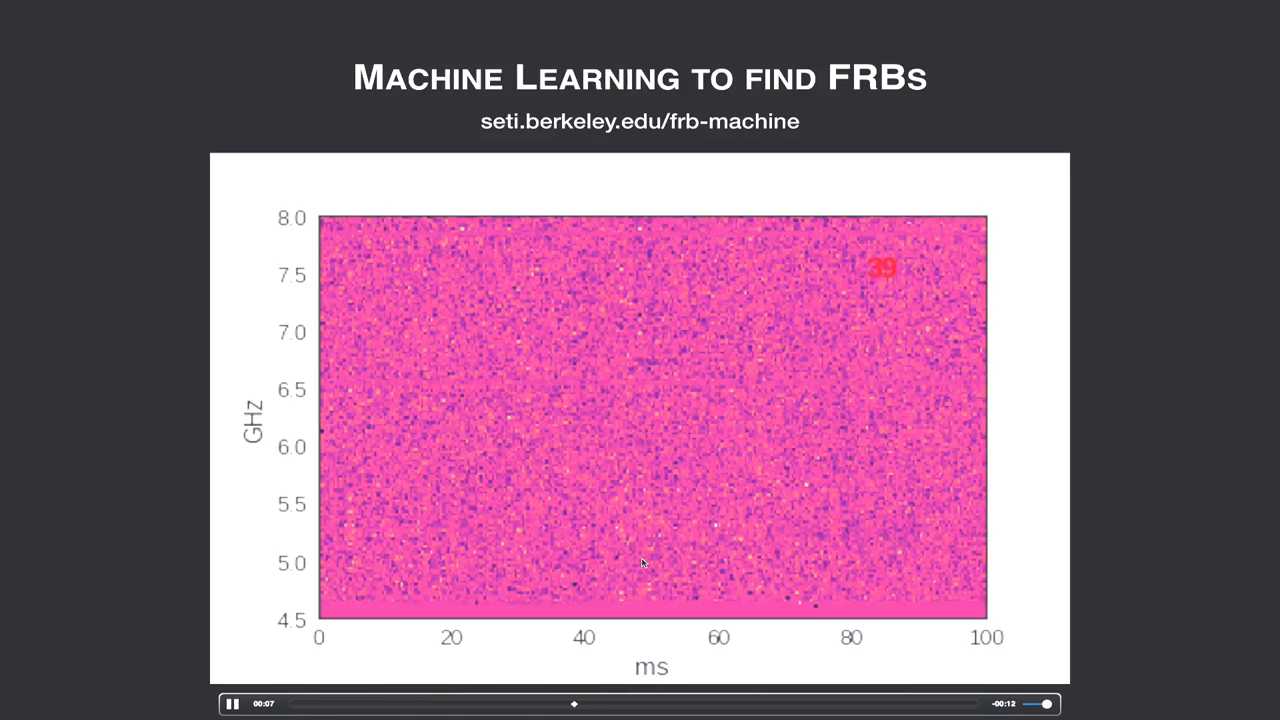 MACHINE LEARNING TO FIND FRBS
seti.berkeley.edu/frb-machine
8.0
39
7.5
7.0
6.5
GHz
6.0
5.5
5.0
4.5
0 20 40 60 80 100
ms
00:07 -00:12